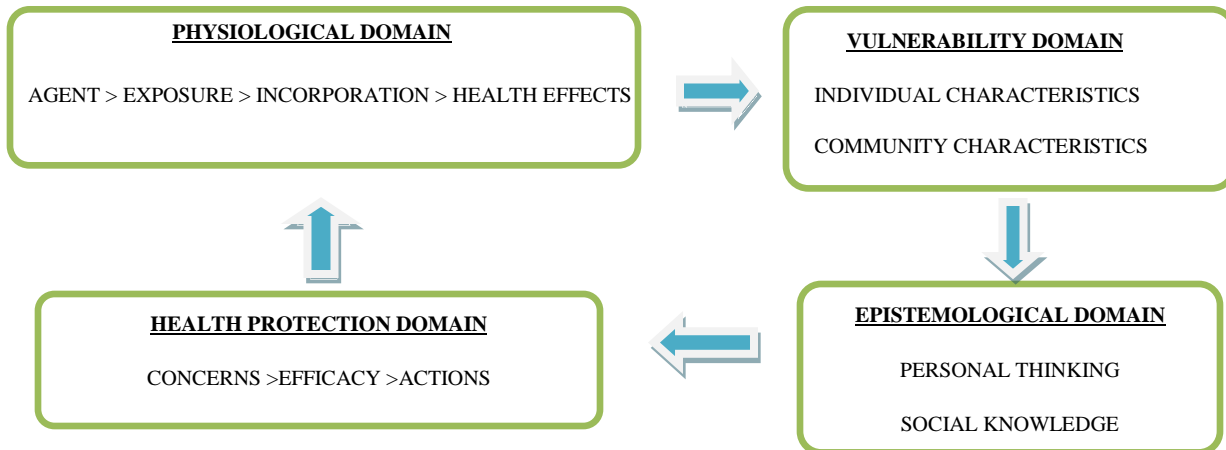 PHYSIOLOGICAL DOMAIN
AGENT > EXPOSURE > INCORPORATION > HEALTH EFFECTS
VULNERABILITY DOMAIN
INDIVIDUAL CHARACTERISTICS
COMMUNITY CHARACTERISTICS
EPISTEMOLOGICAL DOMAIN
PERSONAL THINKING
SOCIAL KNOWLEDGE
HEALTH PROTECTION DOMAIN
CONCERNS >EFFICACY >ACTIONS